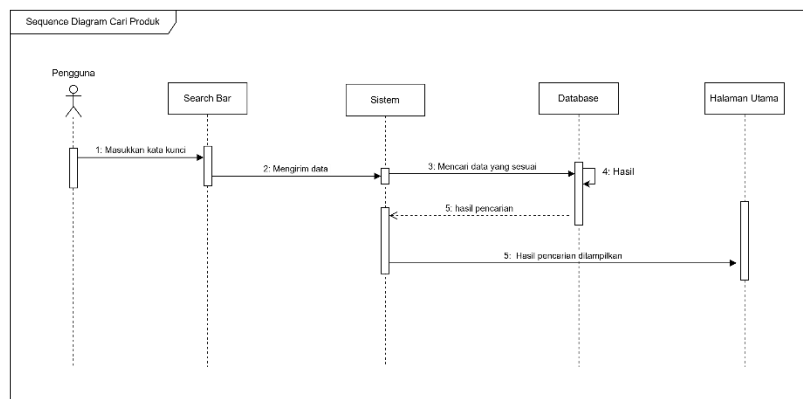 Sequence Diagram Cari Produk
Pengguna
Search Bar
Sistem
Database
Halaman Utama
1: Masukkan kata kunci
2: Mengirim data
3: Mencari data yang sesuai
4: Hasil
5: hasil pencarian
5: Hasil pencarian ditampilkan